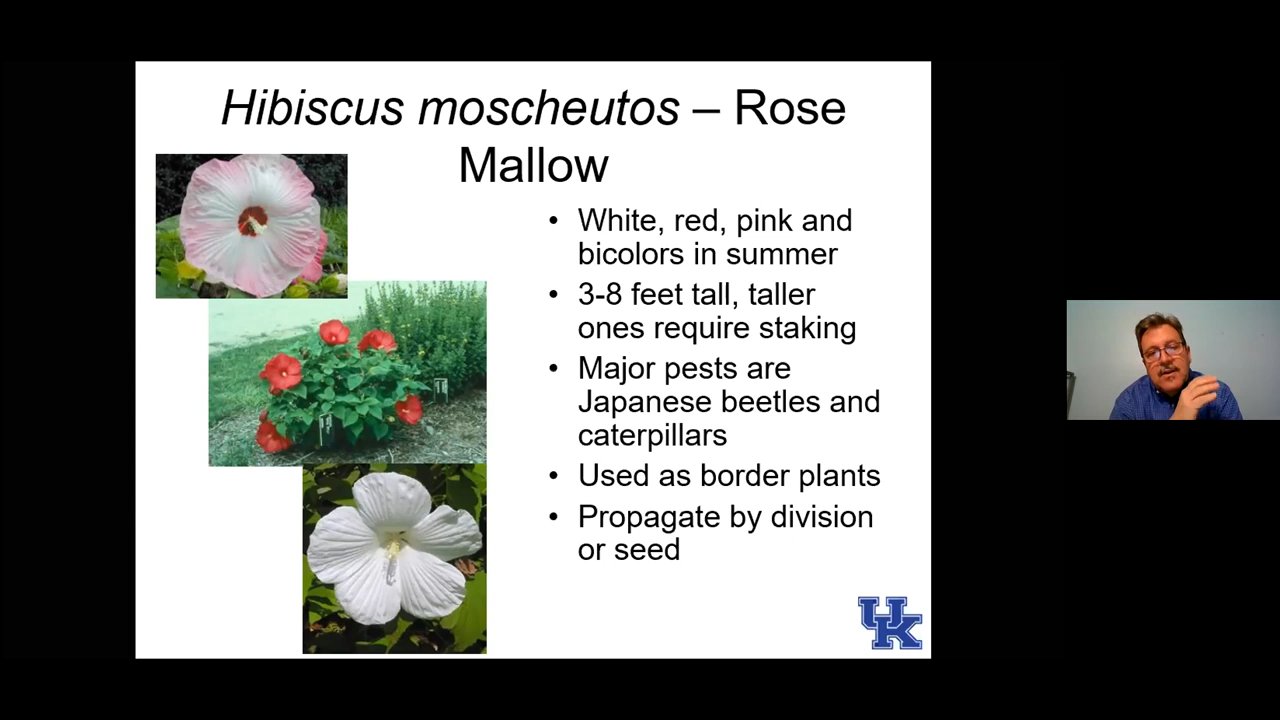 Hibiscus moscheutos – Rose
Mallow
• White, red, pink and
bicolors in summer
• 3-8 feet tall, taller
ones require staking
• Major pests are
Japanese beetles and
caterpillars
• Used as border plants
• Propagate by division
or seed
UK